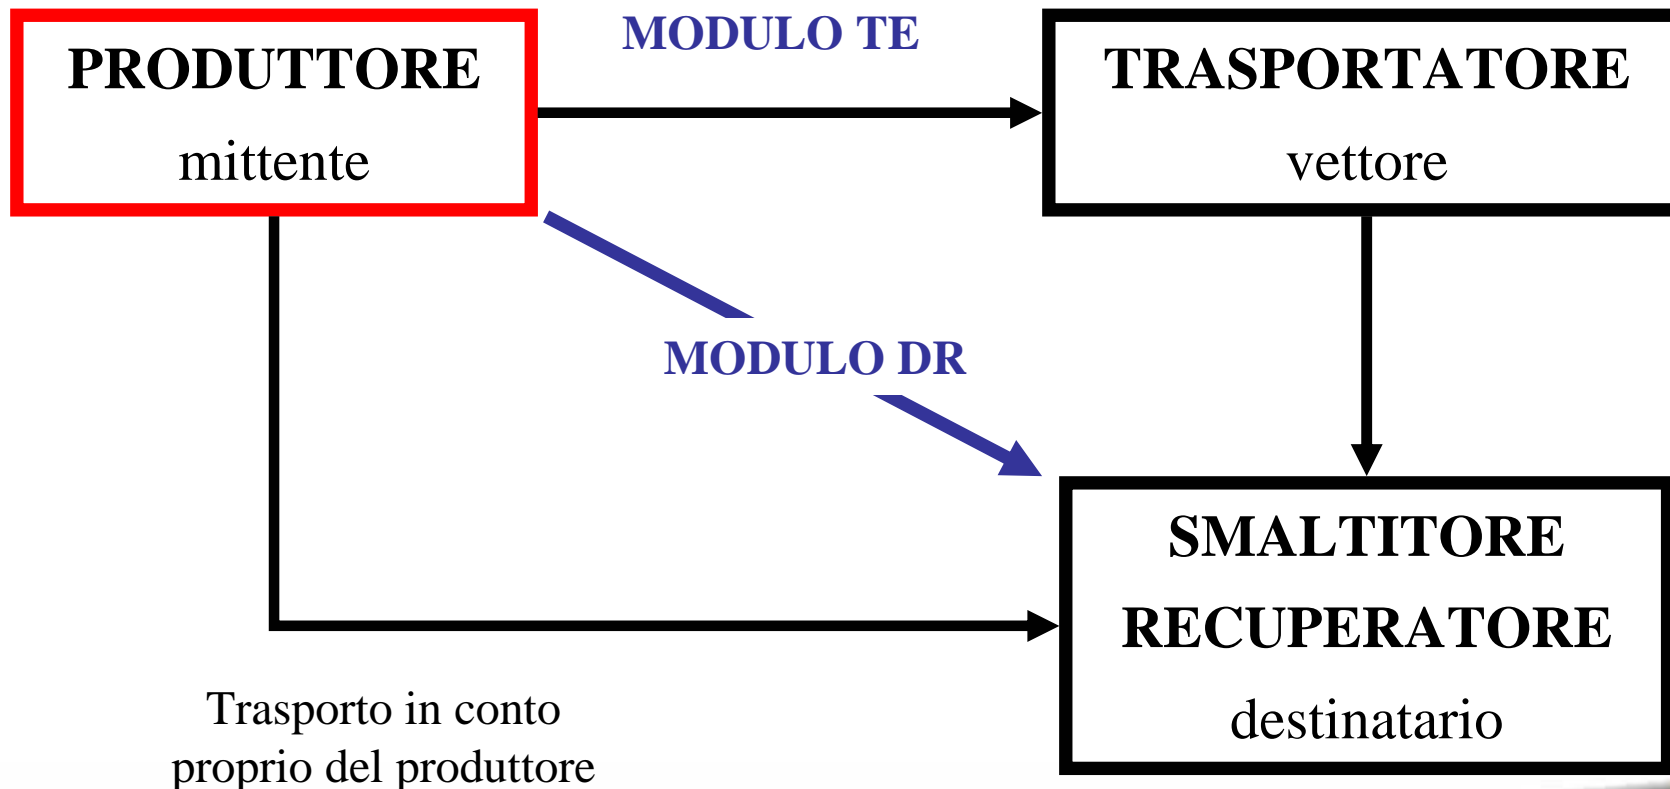 MODULO TE
PRODUTTORE
mittente
TRASPORTATORE
vettore
MODULO DR
SMALTITORE
RECUPERATORE
destinatario
Trasporto in conto
proprio del produttore